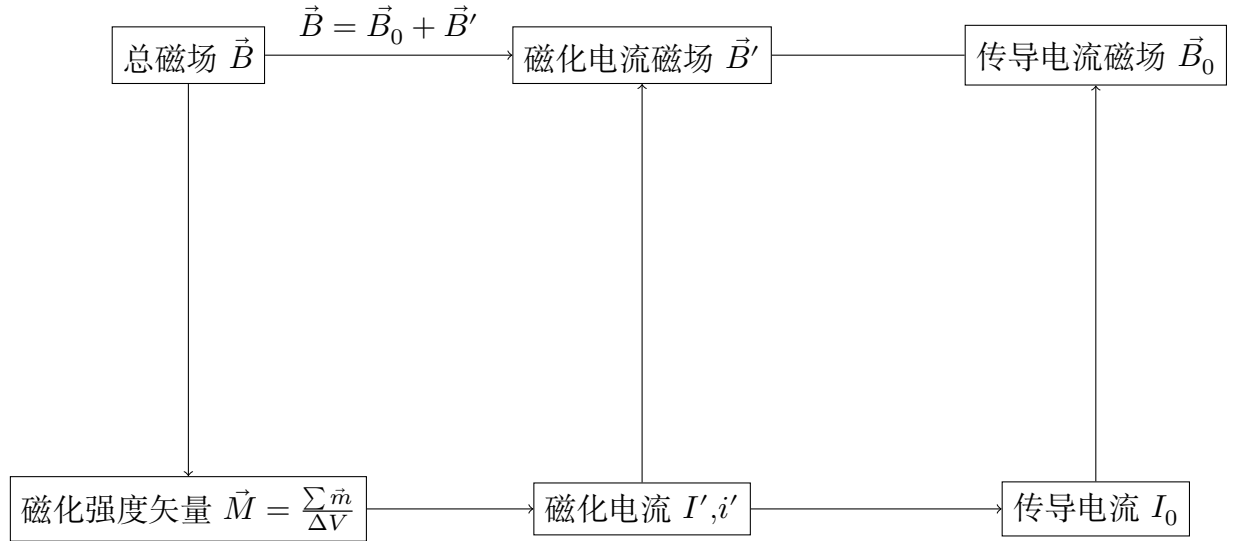 $\vec{B} = \vec{B_0} + \vec{B}'$
总磁场 $\vec{B}$
磁化电流磁场 $\vec{B}'$
传导电流磁场 $\vec{B}_0$
磁化强度矢量 $\vec{M} = \frac{\sum \vec{m}}{\Delta V}$
磁化电流 $I'$,$i'$
传导电流 $I_0$